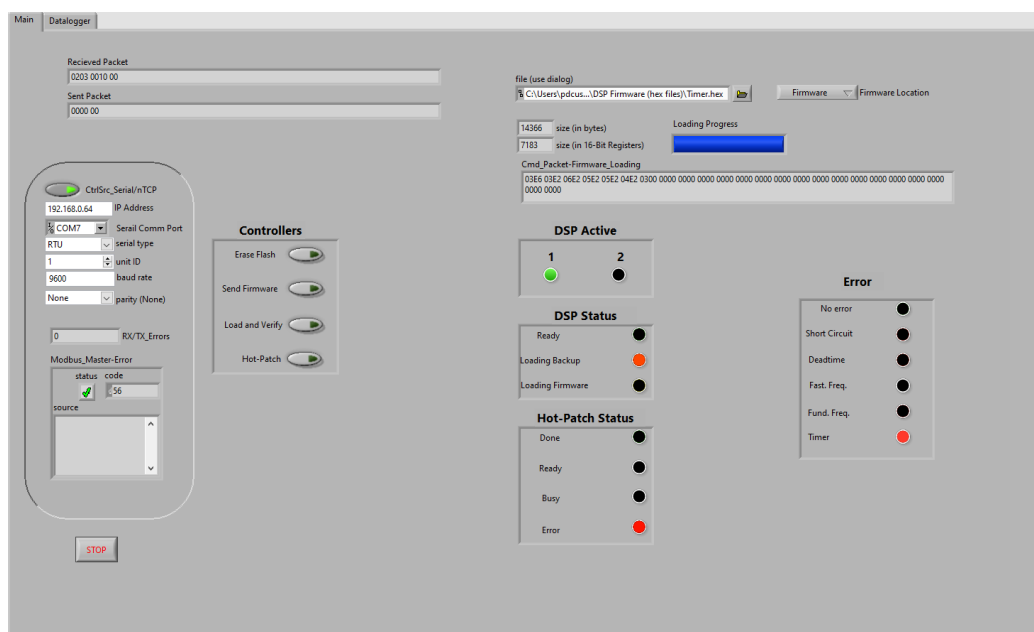 Main Datalogger
Recieved Packet
0203 0010 00
Sent Packet
0000 00
file (use dialog)
C:\Users\pdcus...\DSP Firmware (hex files)\Timer.hex
Firmware Firmware Location
14366 size (in bytes)
7183 size (in 16-Bit Registers)
Loading Progress
Cmd_Packet-Firmware_Loading
03E6 03E2 06E2 05E2 05E2 04E2 0300 0000 0000 0000 0000 0000 0000 0000 0000 0000 0000 0000 0000 0000 0000 0000 0000
0000 0000
CtrlSrc_Serial/nTCP
192.168.0.64 IP Address
COM7 Serail Comm Port
RTU serial type
1 unit ID
9600 baud rate
None parity (None)
0 RX/TX_Errors
Modbus_Master-Error
status code
56
source
STOP
Controllers
Erase Flash
Send Firmware
Load and Verify
Hot-Patch
DSP Active
1 2
DSP Status
Ready
Loading Backup
Loading Firmware
Hot-Patch Status
Done
Ready
Busy
Error
Error
No error
Short Circuit
Deadtime
Fast. Freq.
Fund. Freq.
Timer